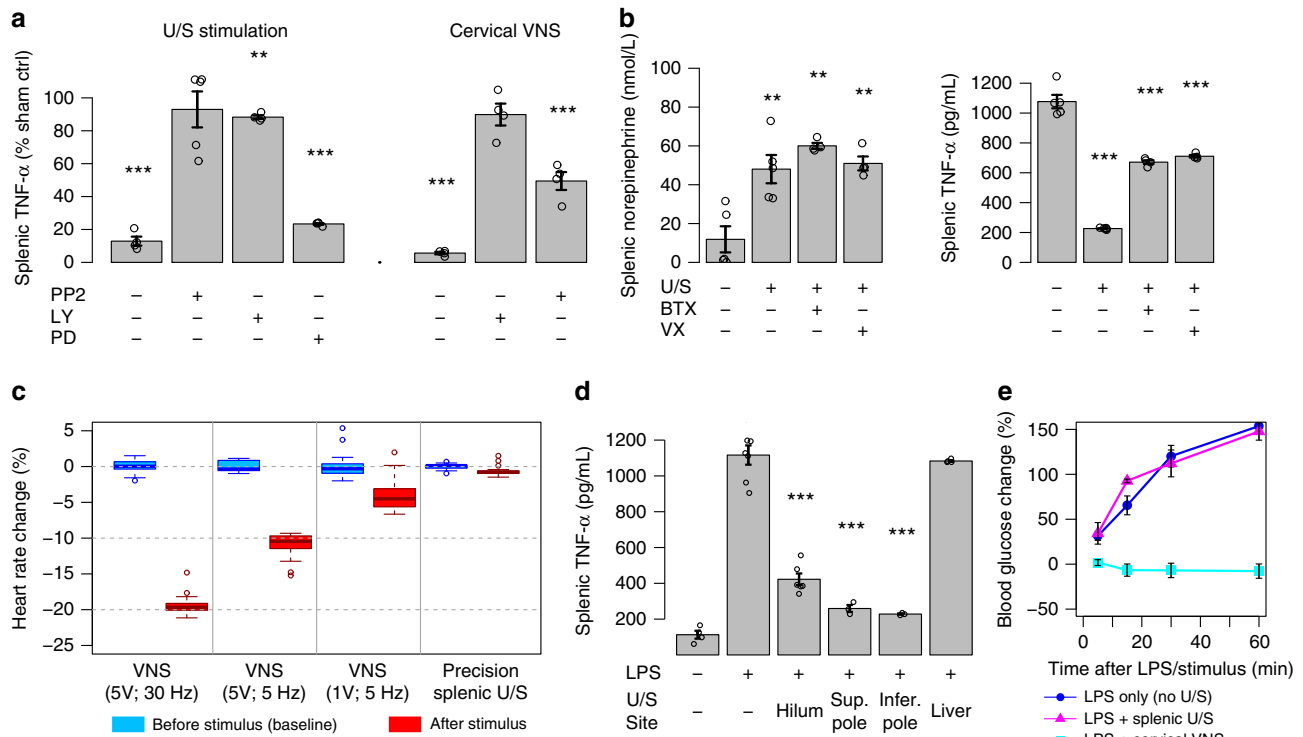 a
U/S stimulation
Cervical VNS
Splenic TNF-α (% sham ctrl)
100
80
60
40
20
0
***
**
***
***
***
PP2 – + – – – – +
LY – – + – – + –
PD – – – + – – –
b
Splenic norepinephrine (nmol/L)
100
80
60
40
20
0
**
**
**
Splenic TNF-α (pg/mL)
1200
1000
800
600
400
200
0
***
***
***
U/S – + + + – + + +
BTX – – + – – – + –
VX – – – + – – – +
c
Heart rate change (%)
5
0
−5
−10
−15
−20
−25
VNS
(5V; 30 Hz)
VNS
(5V; 5 Hz)
VNS
(1V; 5 Hz)
Precision
splenic U/S
Before stimulus (baseline)
After stimulus
d
Splenic TNF-α (pg/mL)
1200
1000
800
600
400
200
***
***
***
LPS – + + + + +
U/S
Site
– – Hilum Sup. pole Infer. pole Liver
e
Blood glucose change (%)
150
100
50
0
−50
0 10 20 30 40 60
Time after LPS/stimulus (min)
LPS only (no U/S)
LPS + splenic U/S
LPS + cervical VNS